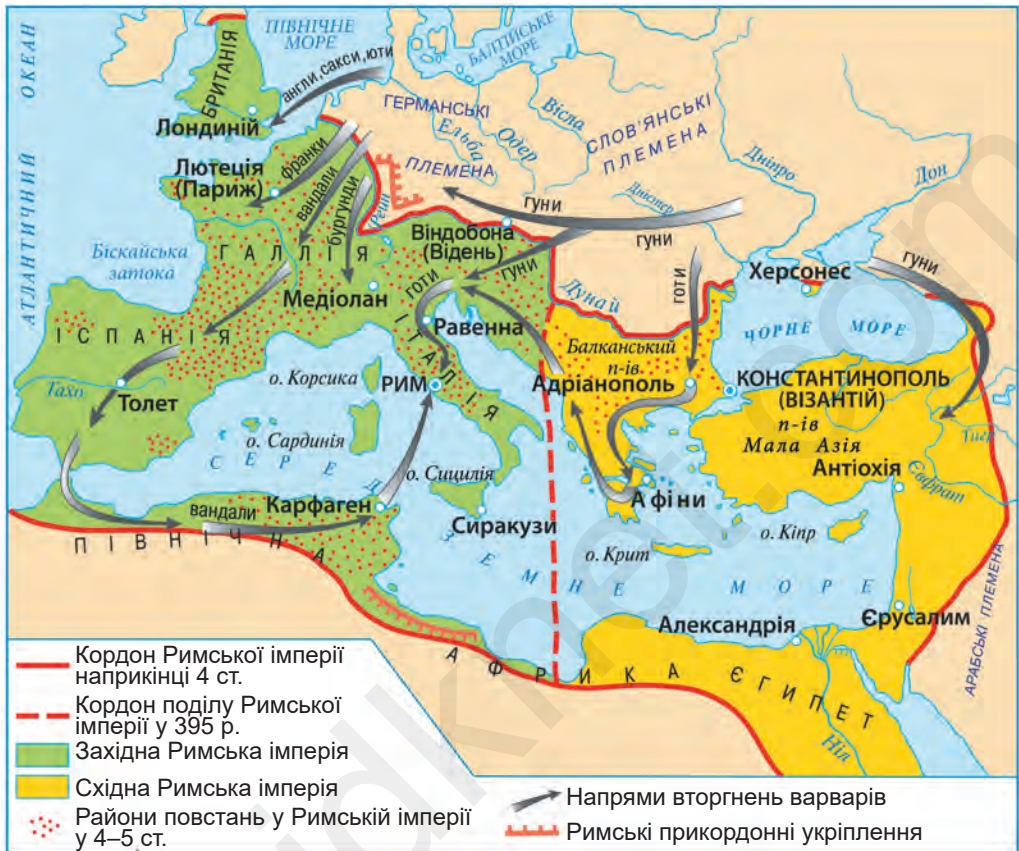 АТЛАНТИЧНИЙ ОКЕАН
ПІВНІЧНЕ
МОРЕ
БАЛТІЙСЬКЕ
МОРЕ
БРИТАНІЯ
англи, сакси, юти
Лондиній
ГЕРМАНСЬКІ
ПЛЕМЕНА
Ельба
Одер
Вісла
СЛОВ'ЯНСЬКІ
ПЛЕМЕНА
Дніпро
Дон
Дністер
Лютеція
(Париж)
франки
вандали
бургунди
Рейн
гуни
гуни
гуни
гуни
Віндобона
(Відень)
Біскайська
затока
ГАЛЛІЯ
Медіолан
готи
готи
Дунай
Херсонес
ЧОРНЕ МОРЕ
Равенна
ІСПАНІЯ
ІТАЛІЯ
Балканський
п-ів
о. Корсика
РИМ
Адріанополь
КОНСТАНТИНОПОЛЬ
(ВІЗАНТІЙ)
п-ів
Мала Азія
Тахо
Толет
Тигр
о. Сардинія
Антіохія
Євфрат
о. Сицилія
Афіни
Карфаген
вандали
Сиракузи
о. Крит
о. Кіпр
СЕРЕДЗЕМНЕ МОРЕ
ПІВНІЧНА АФРИКА
Александрія
Єрусалим
ЄГИПЕТ
Ніл
АРАБСЬКІ ПЛЕМЕНА
Кордон Римської імперії
наприкінці 4 ст.
Кордон поділу Римської
імперії у 395 р.
Західна Римська імперія
Східна Римська імперія
Райони повстань у Римській імперії
у 4–5 ст.
Напрями вторгнень варварів
Римські прикордонні укріплення